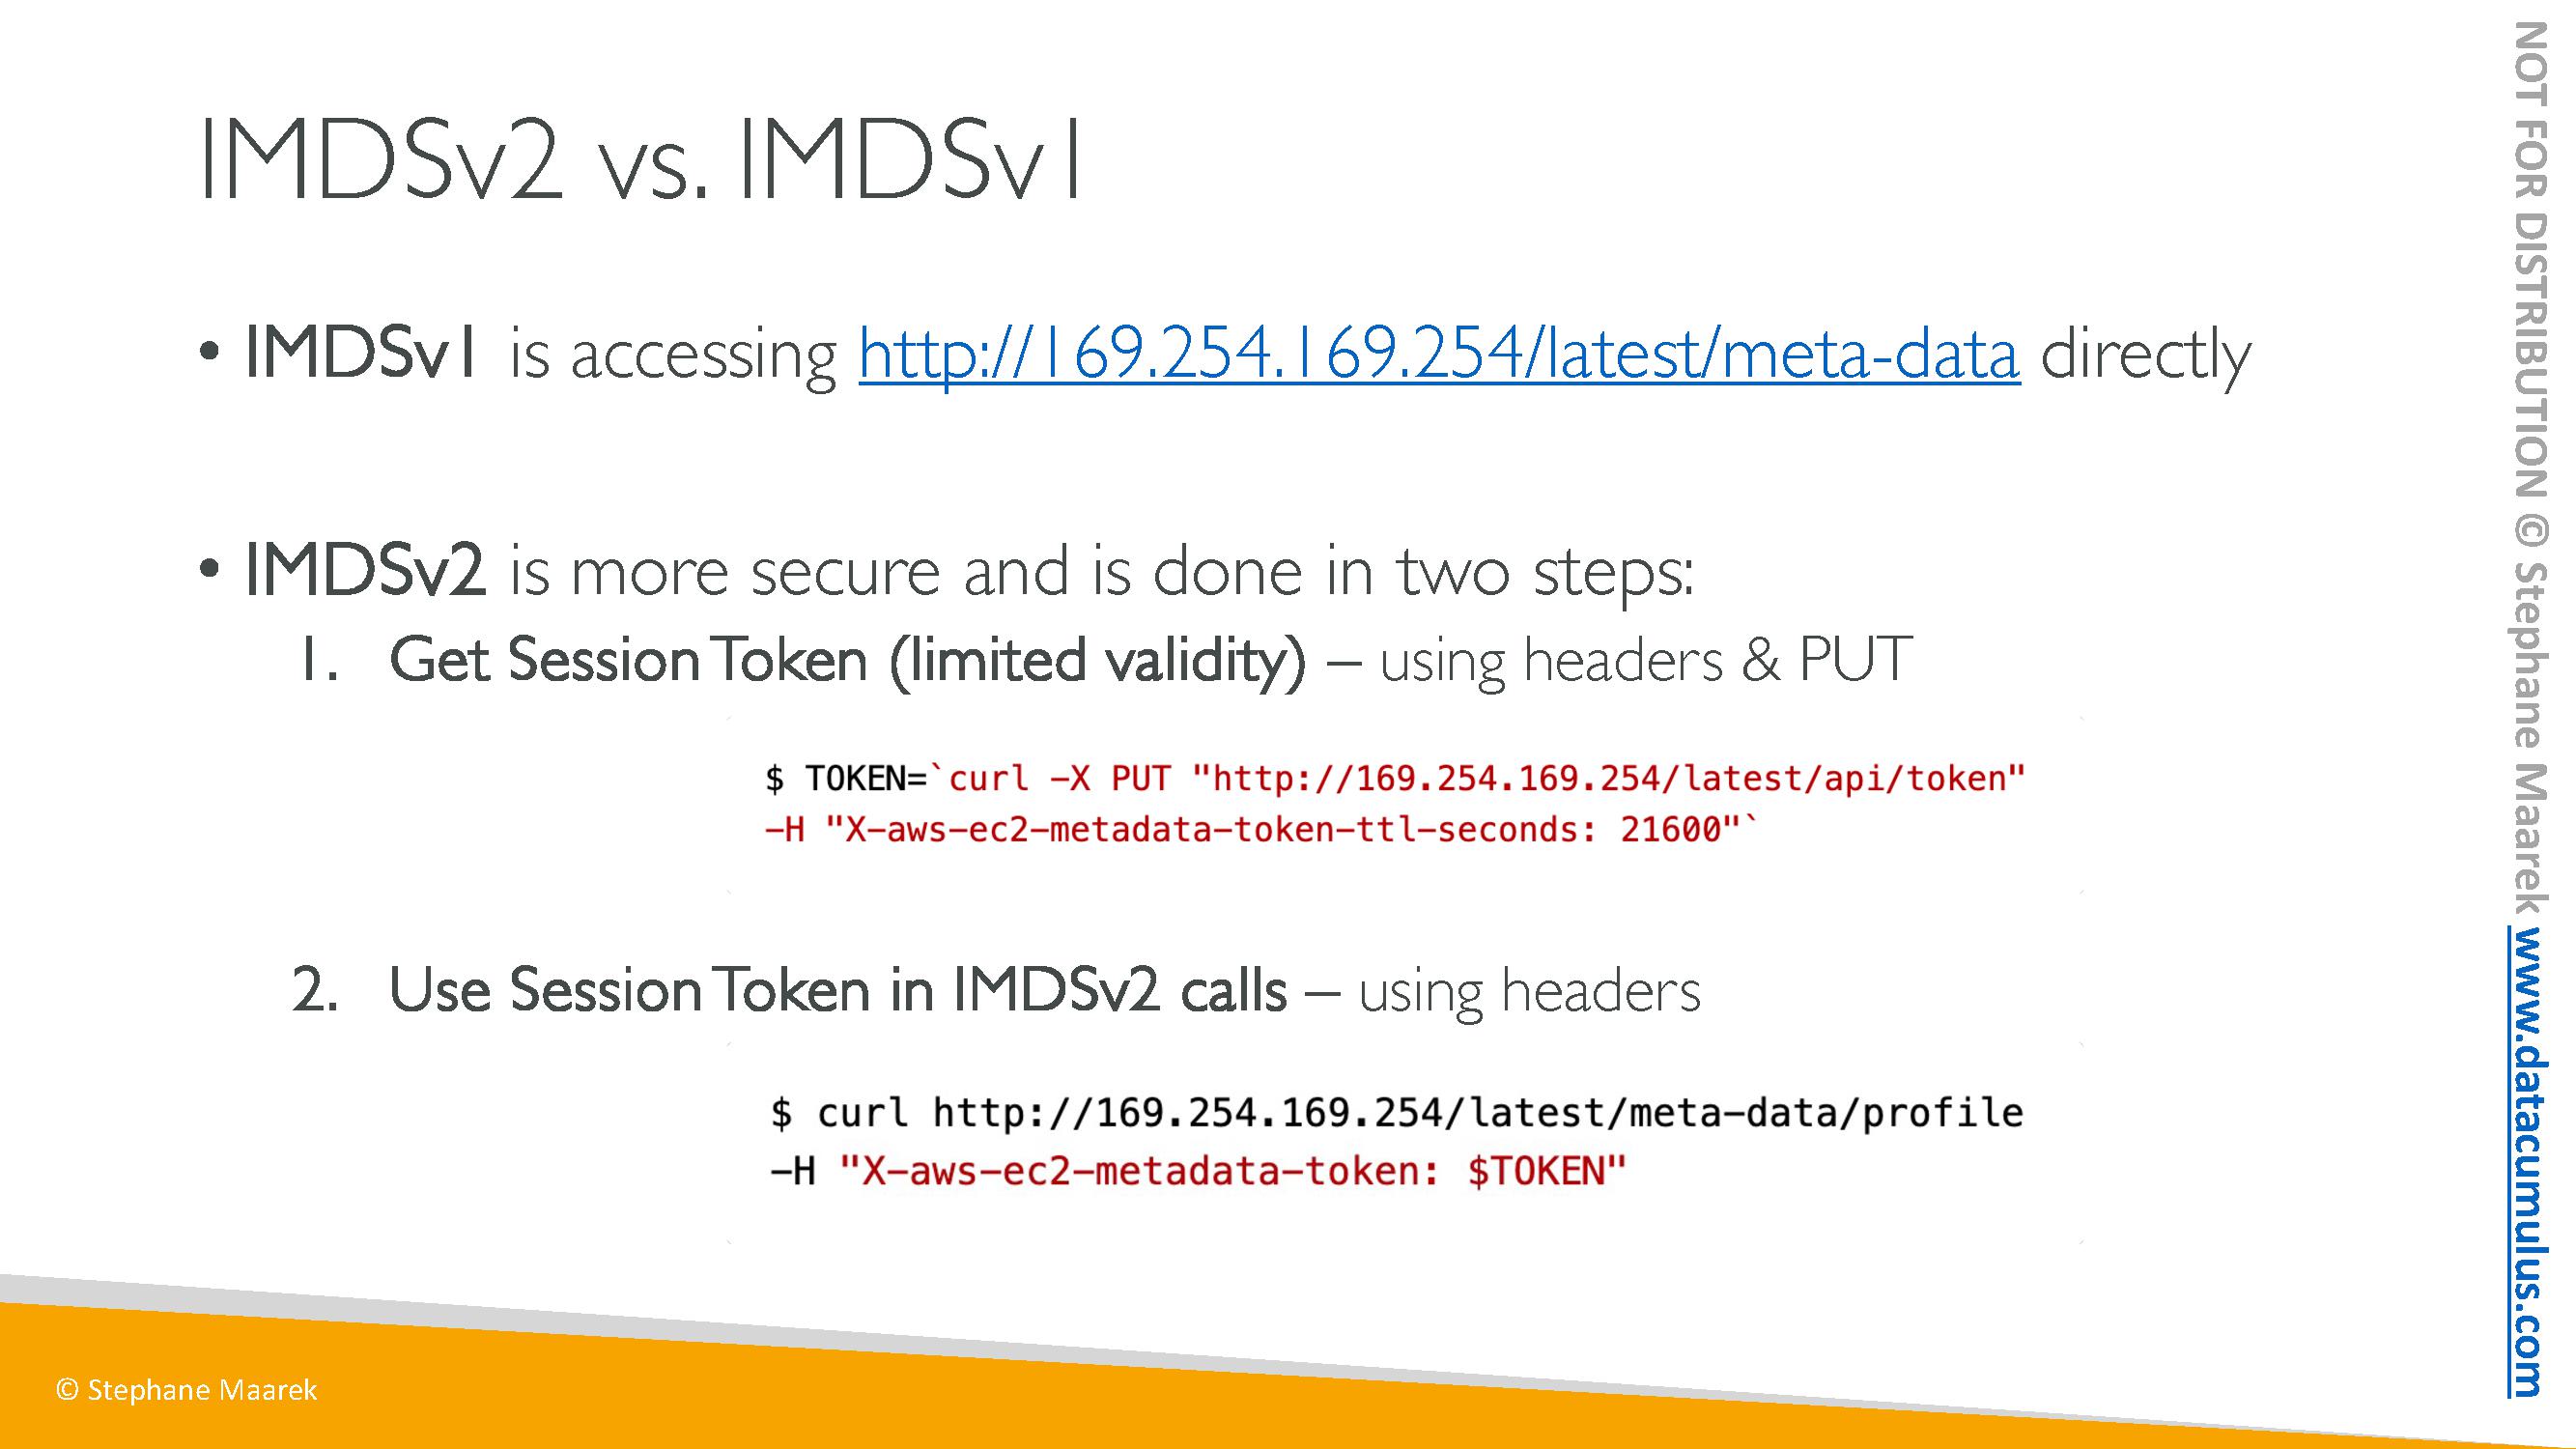 IMDSv2 vs. IMDSv1
• IMDSv1 is accessing http://169.254.169.254/latest/meta-data directly
• IMDSv2 is more secure and is done in two steps:
1. Get Session Token (limited validity) – using headers & PUT
$ TOKEN=`curl -X PUT "http://169.254.169.254/latest/api/token"
-H "X-aws-ec2-metadata-token-ttl-seconds: 21600"`
2. Use Session Token in IMDSv2 calls – using headers
$ curl http://169.254.169.254/latest/meta-data/profile
-H "X-aws-ec2-metadata-token: $TOKEN"
© Stephane Maarek
NOT FOR DISTRIBUTION © Stephane Maarek www.datacumulus.com